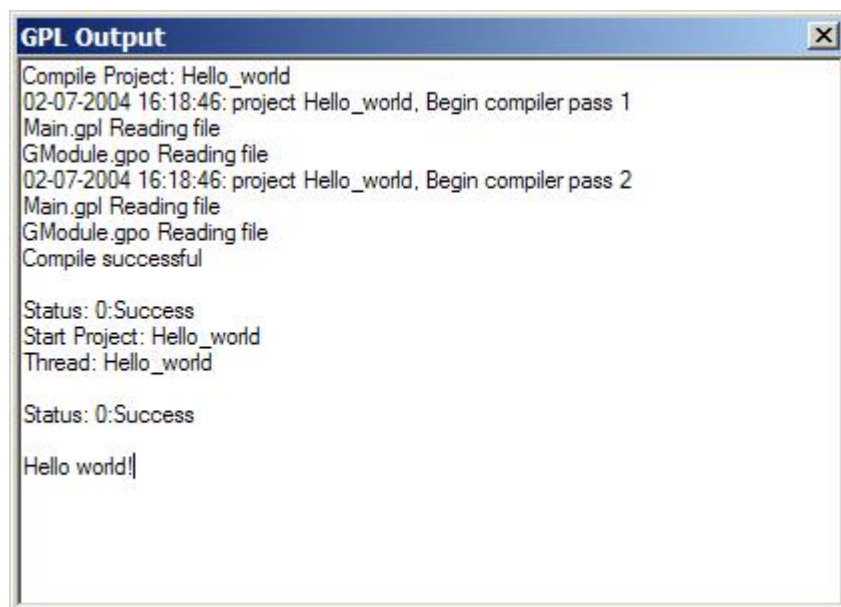 GPL Output
Compile Project: Hello_world
02-07-2004 16:18:46: project Hello_world, Begin compiler pass 1
Main.gpl Reading file
GModule.gpo Reading file
02-07-2004 16:18:46: project Hello_world, Begin compiler pass 2
Main.gpl Reading file
GModule.gpo Reading file
Compile successful
Status: 0:Success
Start Project: Hello_world
Thread: Hello_world
Status: 0:Success
Hello world!